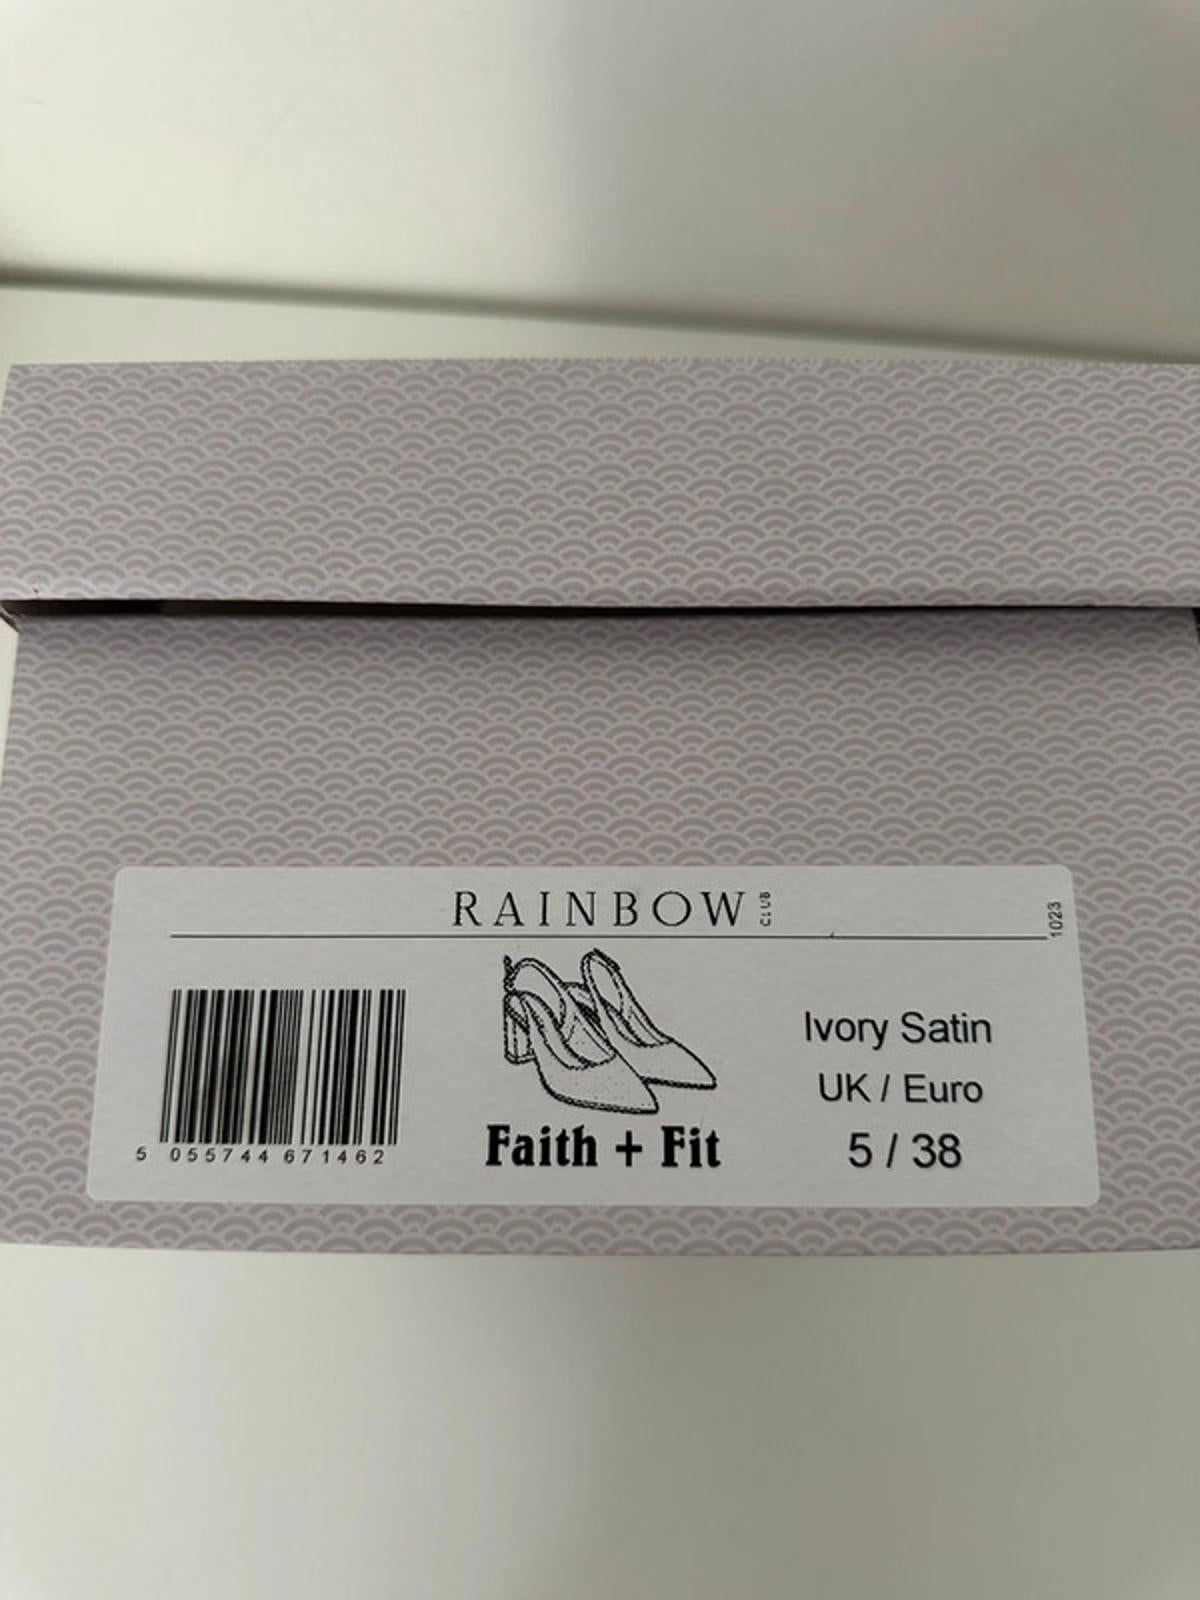 RAINBOW CLUB
1023
Ivory Satin
UK / Euro
5 / 38
Faith + Fit
5 055744 671462